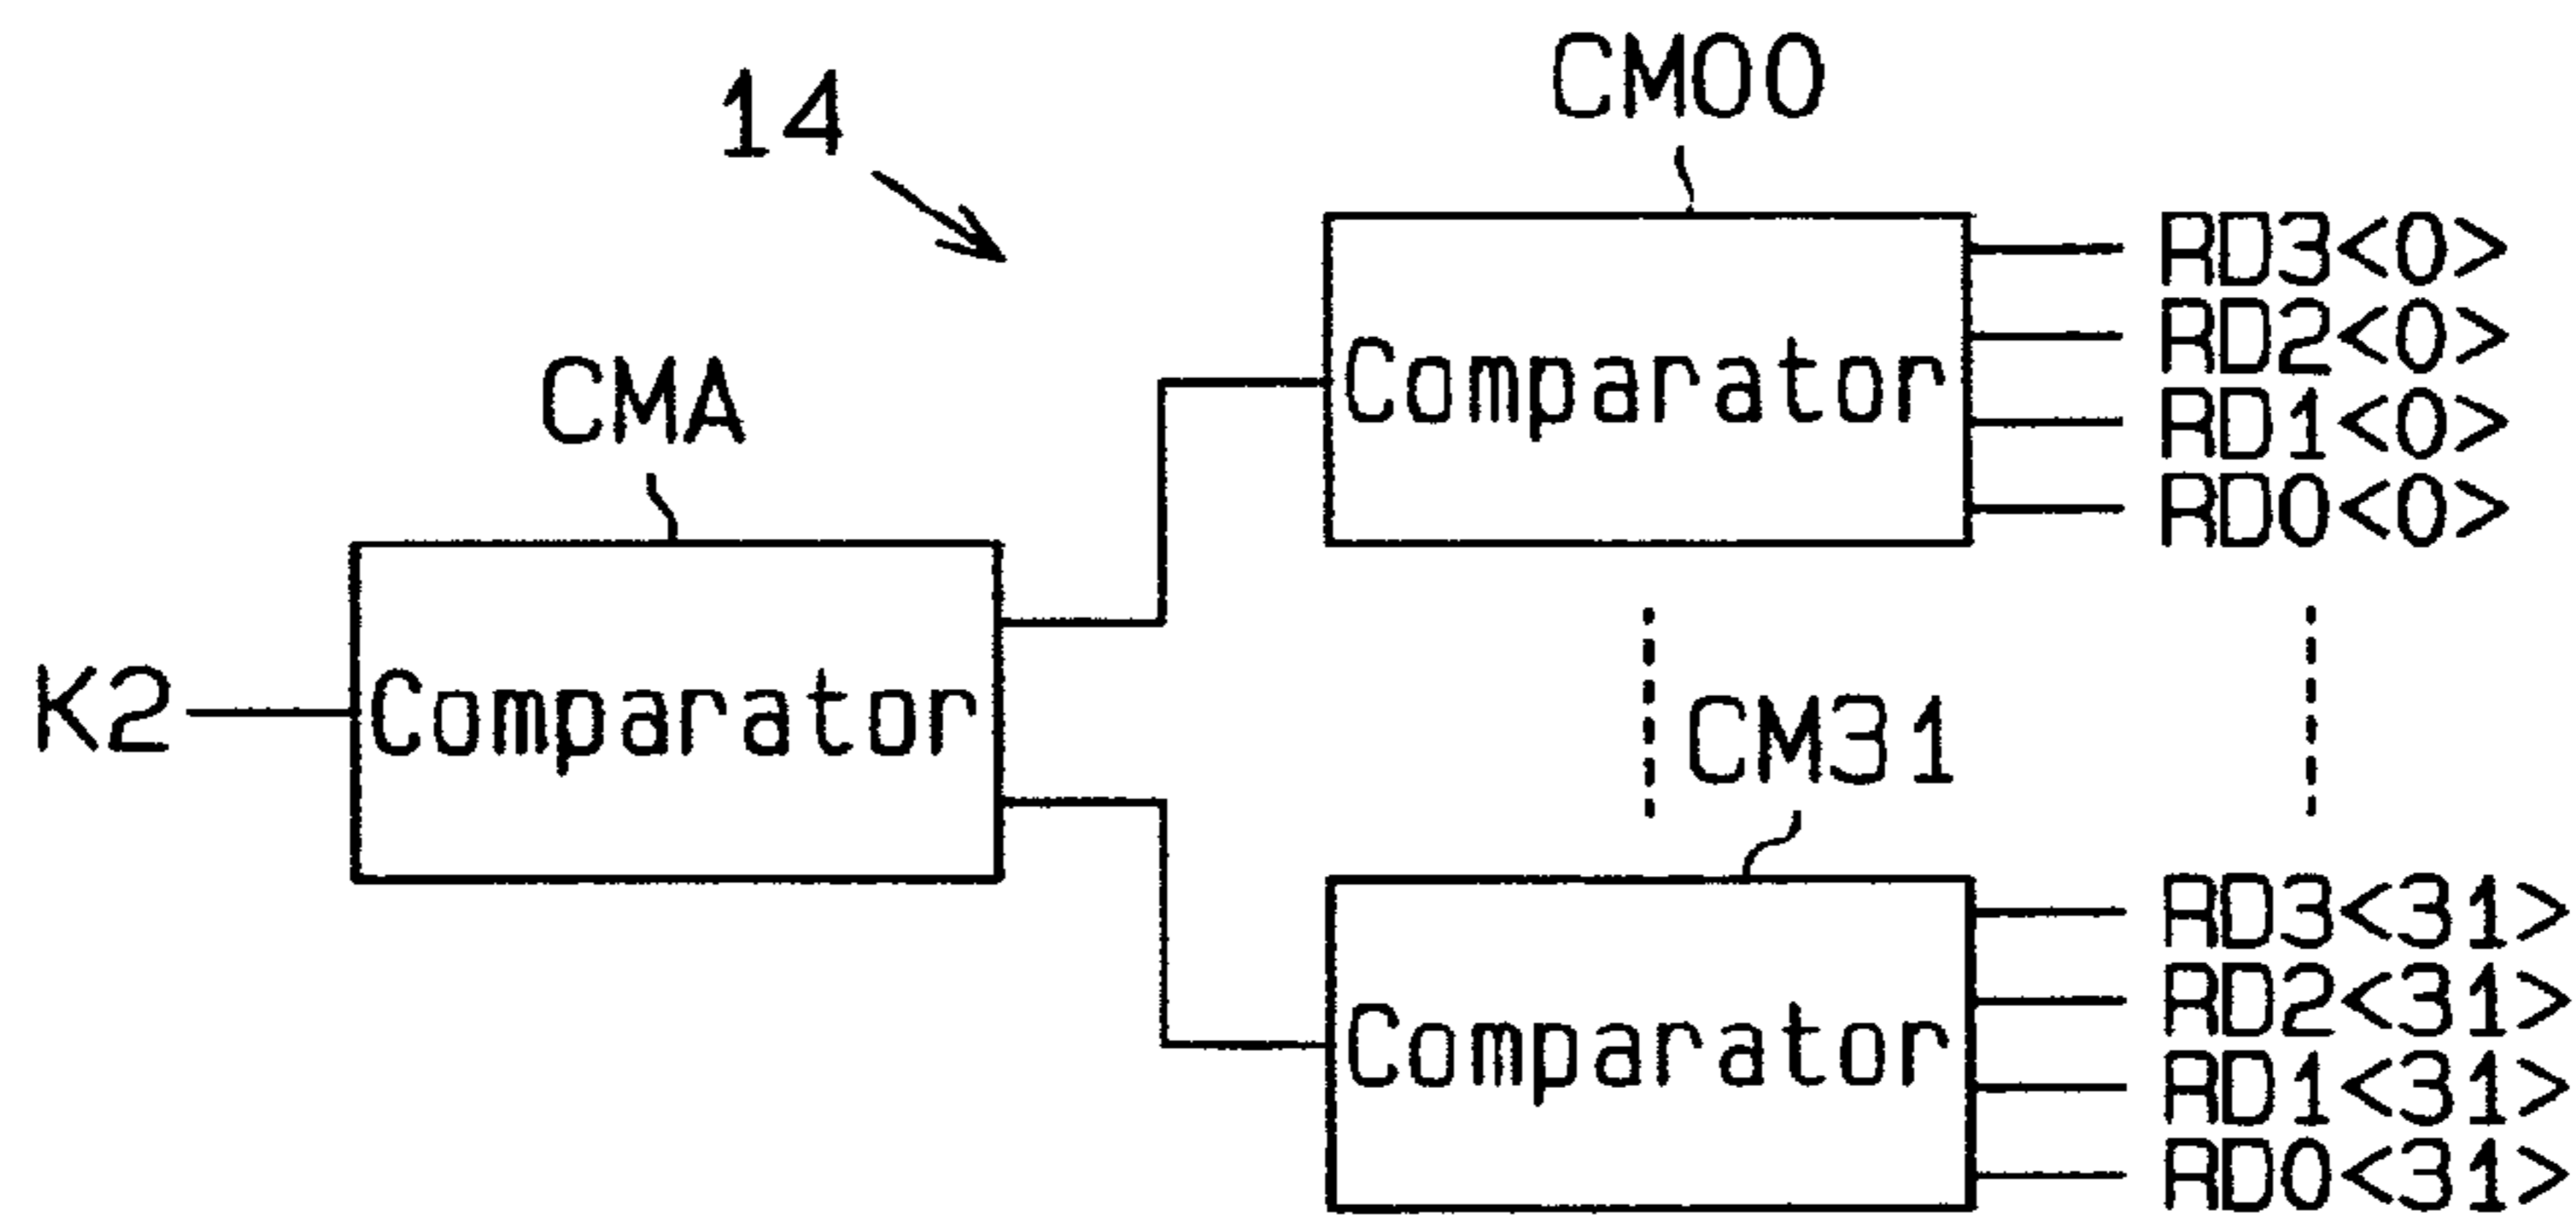 14
CM00
RD3<0>
RD2<0>
Comparator
RD1<0>
RD0<0>
CMA
K2
Comparator
CM31
RD3<31>
RD2<31>
Comparator
RD1<31>
RD0<31>